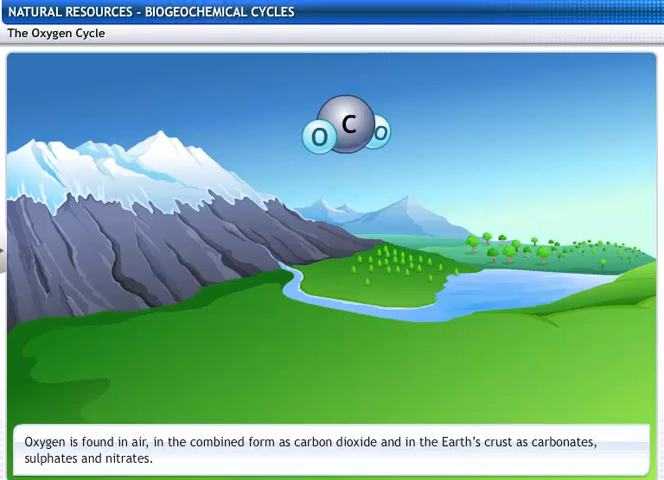 NATURAL RESOURCES - BIOGEOCHEMICAL CYCLES
The Oxygen Cycle
O C O
Oxygen is found in air, in the combined form as carbon dioxide and in the Earth's crust as carbonates,
sulphates and nitrates.